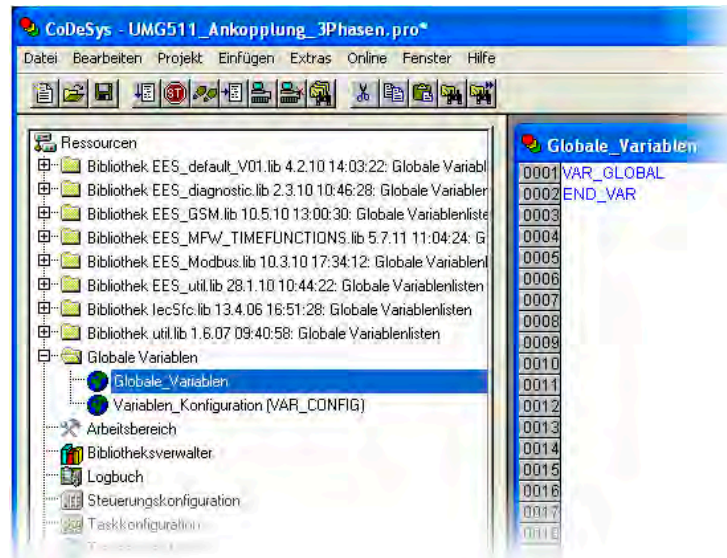 CoDeSys - UMG511_Ankopplung_3Phasen.pro*
Datei Bearbeiten Projekt Einfügen Extras Online Fenster Hilfe
ST
Ressourcen
Bibliothek EES_default_V01.lib 4.2.10 14:03:22: Globale Variabl
Bibliothek EES_diagnostic.lib 2.3.10 10:46:28: Globale Variabler
Bibliothek EES_GSM.lib 10.5.10 13:00:30: Globale Variablenliste
Bibliothek EES_MFW_TIMEFUNCTIONS.lib 5.7.11 11:04:24: G
Bibliothek EES_Modbus.lib 10.3.10 17:34:12: Globale Variablenl
Bibliothek EES_util.lib 28.1.10 10:44:22: Globale Variablenlisten
Bibliothek IecSfc.lib 13.4.06 16:51:28: Globale Variablenlisten
Bibliothek util.lib 1.6.07 09:40:58: Globale Variablenlisten
Globale Variablen
Globale_Variablen
Variablen_Konfiguration (VAR_CONFIG)
Arbeitsbereich
Bibliotheksverwalter
Logbuch
Steuerungskonfiguration
Taskkonfiguration
Globale_Variablen
0001 VAR_GLOBAL
0002 END_VAR
0003
0004
0005
0006
0007
0008
0009
0010
0011
0012
0013
0014
0015
0016
0017